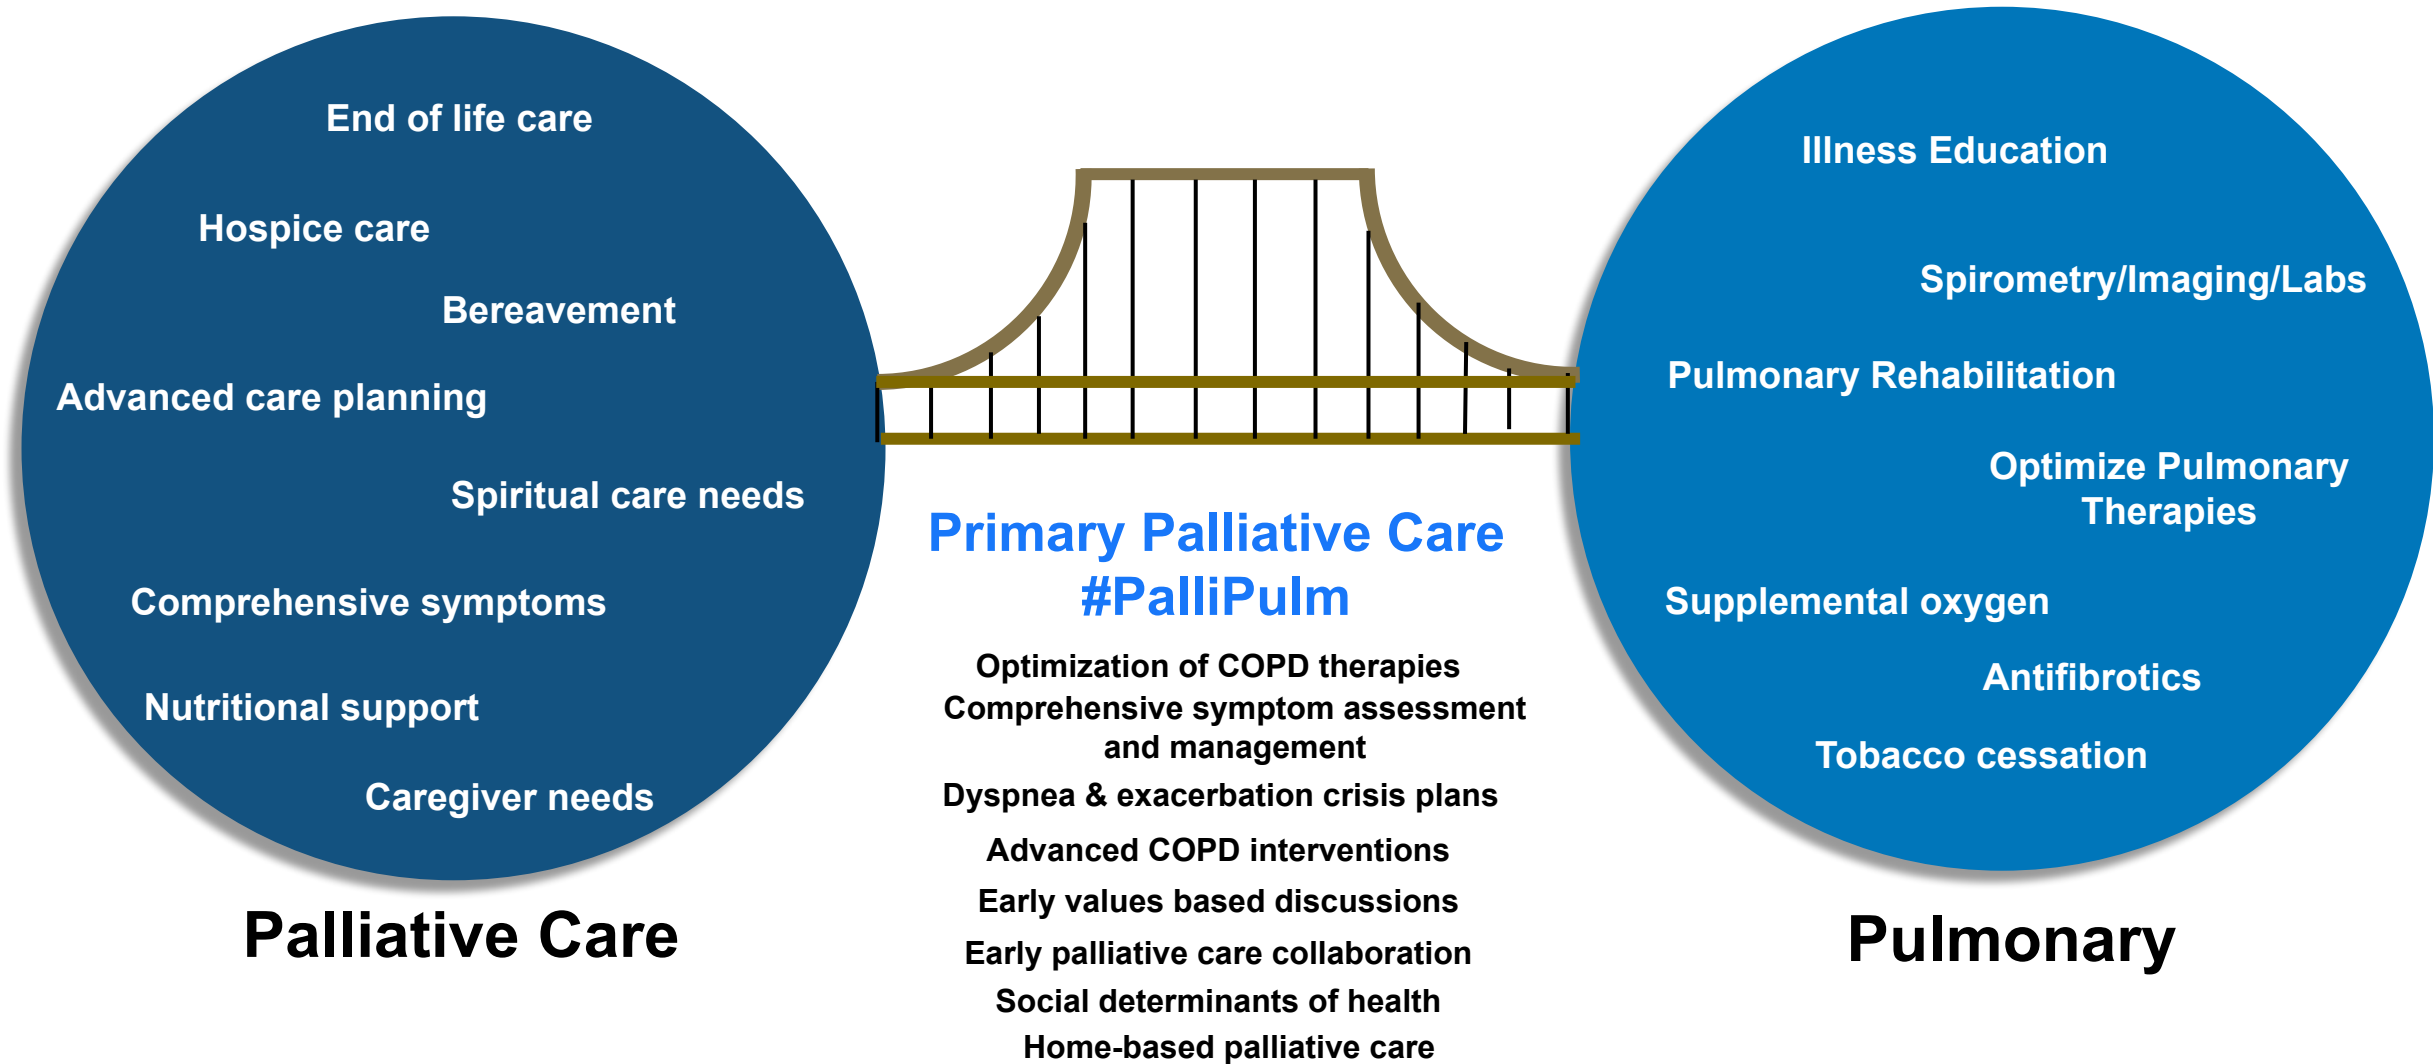 End of life care
Hospice care
Bereavement
Advanced care planning
Spiritual care needs
Comprehensive symptoms
Nutritional support
Caregiver needs
Palliative Care
Primary Palliative Care
#PalliPulm
Optimization of COPD therapies
Comprehensive symptom assessment
and management
Dyspnea & exacerbation crisis plans
Advanced COPD interventions
Early values based discussions
Early palliative care collaboration
Social determinants of health
Home-based palliative care
Illness Education
Spirometry/Imaging/Labs
Pulmonary Rehabilitation
Optimize Pulmonary
Therapies
Supplemental oxygen
Antifibrotics
Tobacco cessation
Pulmonary